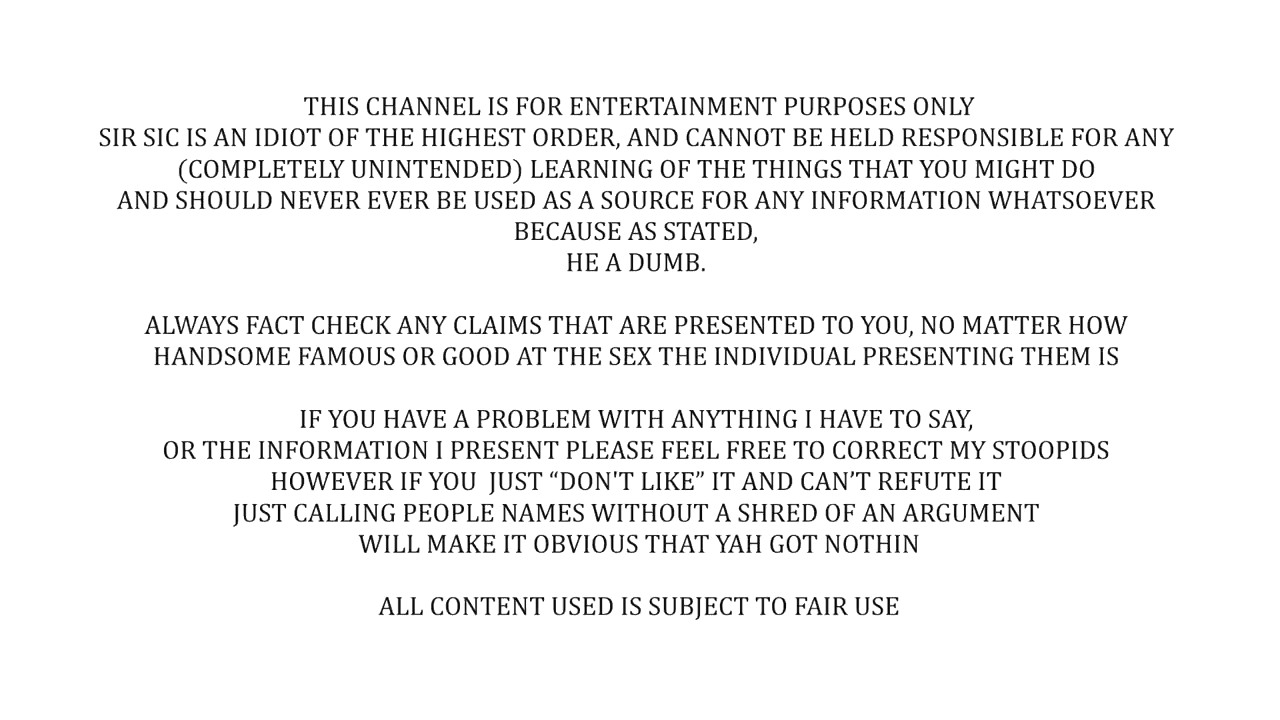 THIS CHANNEL IS FOR ENTERTAINMENT PURPOSES ONLY
SIR SIC IS AN IDIOT OF THE HIGHEST ORDER, AND CANNOT BE HELD RESPONSIBLE FOR ANY
(COMPLETELY UNINTENDED) LEARNING OF THE THINGS THAT YOU MIGHT DO
AND SHOULD NEVER EVER BE USED AS A SOURCE FOR ANY INFORMATION WHATSOEVER
BECAUSE AS STATED,
HE A DUMB.
ALWAYS FACT CHECK ANY CLAIMS THAT ARE PRESENTED TO YOU, NO MATTER HOW
HANDSOME FAMOUS OR GOOD AT THE SEX THE INDIVIDUAL PRESENTING THEM IS
IF YOU HAVE A PROBLEM WITH ANYTHING I HAVE TO SAY,
OR THE INFORMATION I PRESENT PLEASE FEEL FREE TO CORRECT MY STOOPIDS
HOWEVER IF YOU  JUST “DON'T LIKE” IT AND CAN’T REFUTE IT
JUST CALLING PEOPLE NAMES WITHOUT A SHRED OF AN ARGUMENT
WILL MAKE IT OBVIOUS THAT YAH GOT NOTHIN
ALL CONTENT USED IS SUBJECT TO FAIR USE